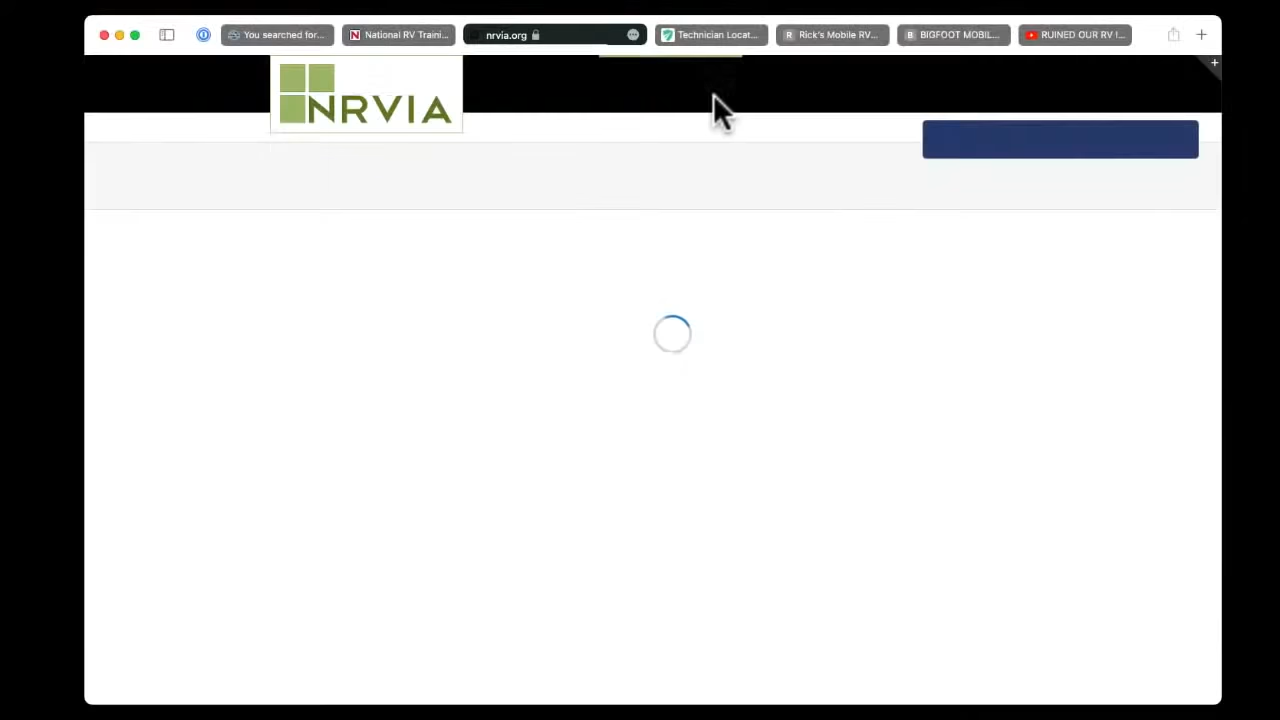 You searched for...
National RV Traini...
nrvia.org
Technician Locat...
Rick's Mobile RV...
BIGFOOT MOBIL...
RUINED OUR RV !...
NRVIA